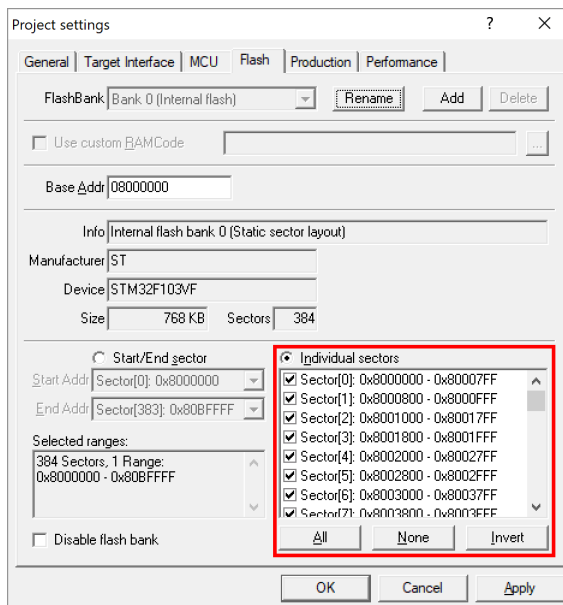 Project settings ? ×
General Target Interface MCU Flash Production Performance
FlashBank Bank 0 (Internal flash) Rename Add Delete
Use custom RAMCode ...
Base Addr 08000000
Info Internal flash bank 0 (Static sector layout)
Manufacturer ST
Device STM32F103VF
Size 768 KB Sectors 384
Start/End sector
Start Addr Sector[0]: 0x8000000
End Addr Sector[383]: 0x80BFFFF
Selected ranges:
384 Sectors, 1 Range:
0x8000000 - 0x80BFFFF
Disable flash bank
Individual sectors
Sector[0]: 0x8000000 - 0x80007FF
Sector[1]: 0x8000800 - 0x8000FFF
Sector[2]: 0x8001000 - 0x80017FF
Sector[3]: 0x8001800 - 0x8001FFF
Sector[4]: 0x8002000 - 0x80027FF
Sector[5]: 0x8002800 - 0x8002FFF
Sector[6]: 0x8003000 - 0x80037FF
Sector[7]: 0x8003800 - 0x8003FFF
All None Invert
OK Cancel Apply